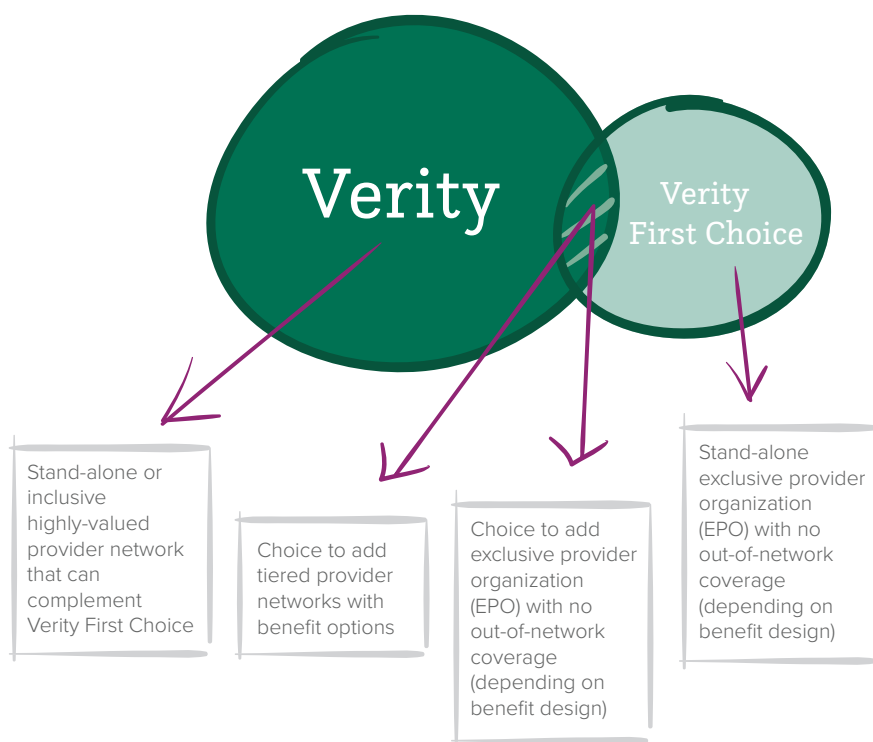 Verity
Verity
First Choice
Stand-alone or
inclusive
highly-valued
provider network
that can
complement
Verity First Choice
Choice to add
tiered provider
networks with
benefit options
Choice to add
exclusive provider
organization
(EPO) with no
out-of-network
coverage
(depending on
benefit design)
Stand-alone
exclusive provider
organization
(EPO) with no
out-of-network
coverage
(depending on
benefit design)